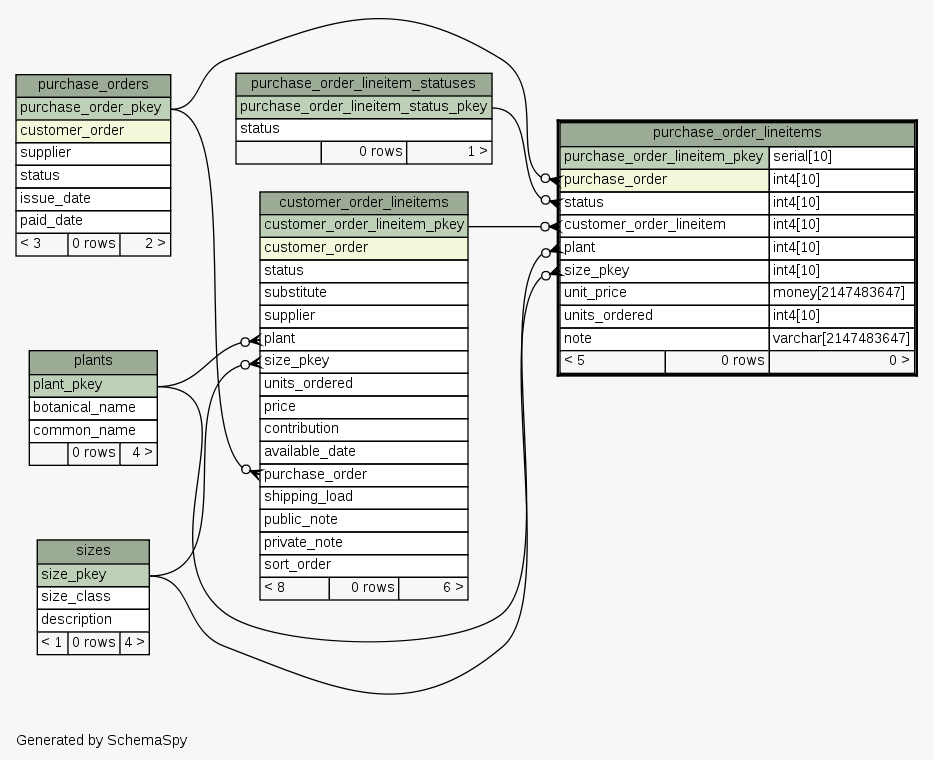 purchase_orders
purchase_order_pkey
customer_order
supplier
status
issue_date
paid_date
< 3 0 rows 2 >
purchase_order_lineitem_statuses
purchase_order_lineitem_status_pkey
status
0 rows 1 >
purchase_order_lineitems
purchase_order_lineitem_pkey serial[10]
purchase_order int4[10]
status int4[10]
customer_order_lineitem int4[10]
plant int4[10]
size_pkey int4[10]
unit_price money[2147483647]
units_ordered int4[10]
note varchar[2147483647]
< 5 0 rows 0 >
customer_order_lineitems
customer_order_lineitem_pkey
customer_order
status
substitute
supplier
plant
size_pkey
units_ordered
price
contribution
available_date
purchase_order
shipping_load
public_note
private_note
sort_order
< 8 0 rows 6 >
plants
plant_pkey
botanical_name
common_name
0 rows 4 >
sizes
size_pkey
size_class
description
< 1 0 rows 4 >
Generated by SchemaSpy